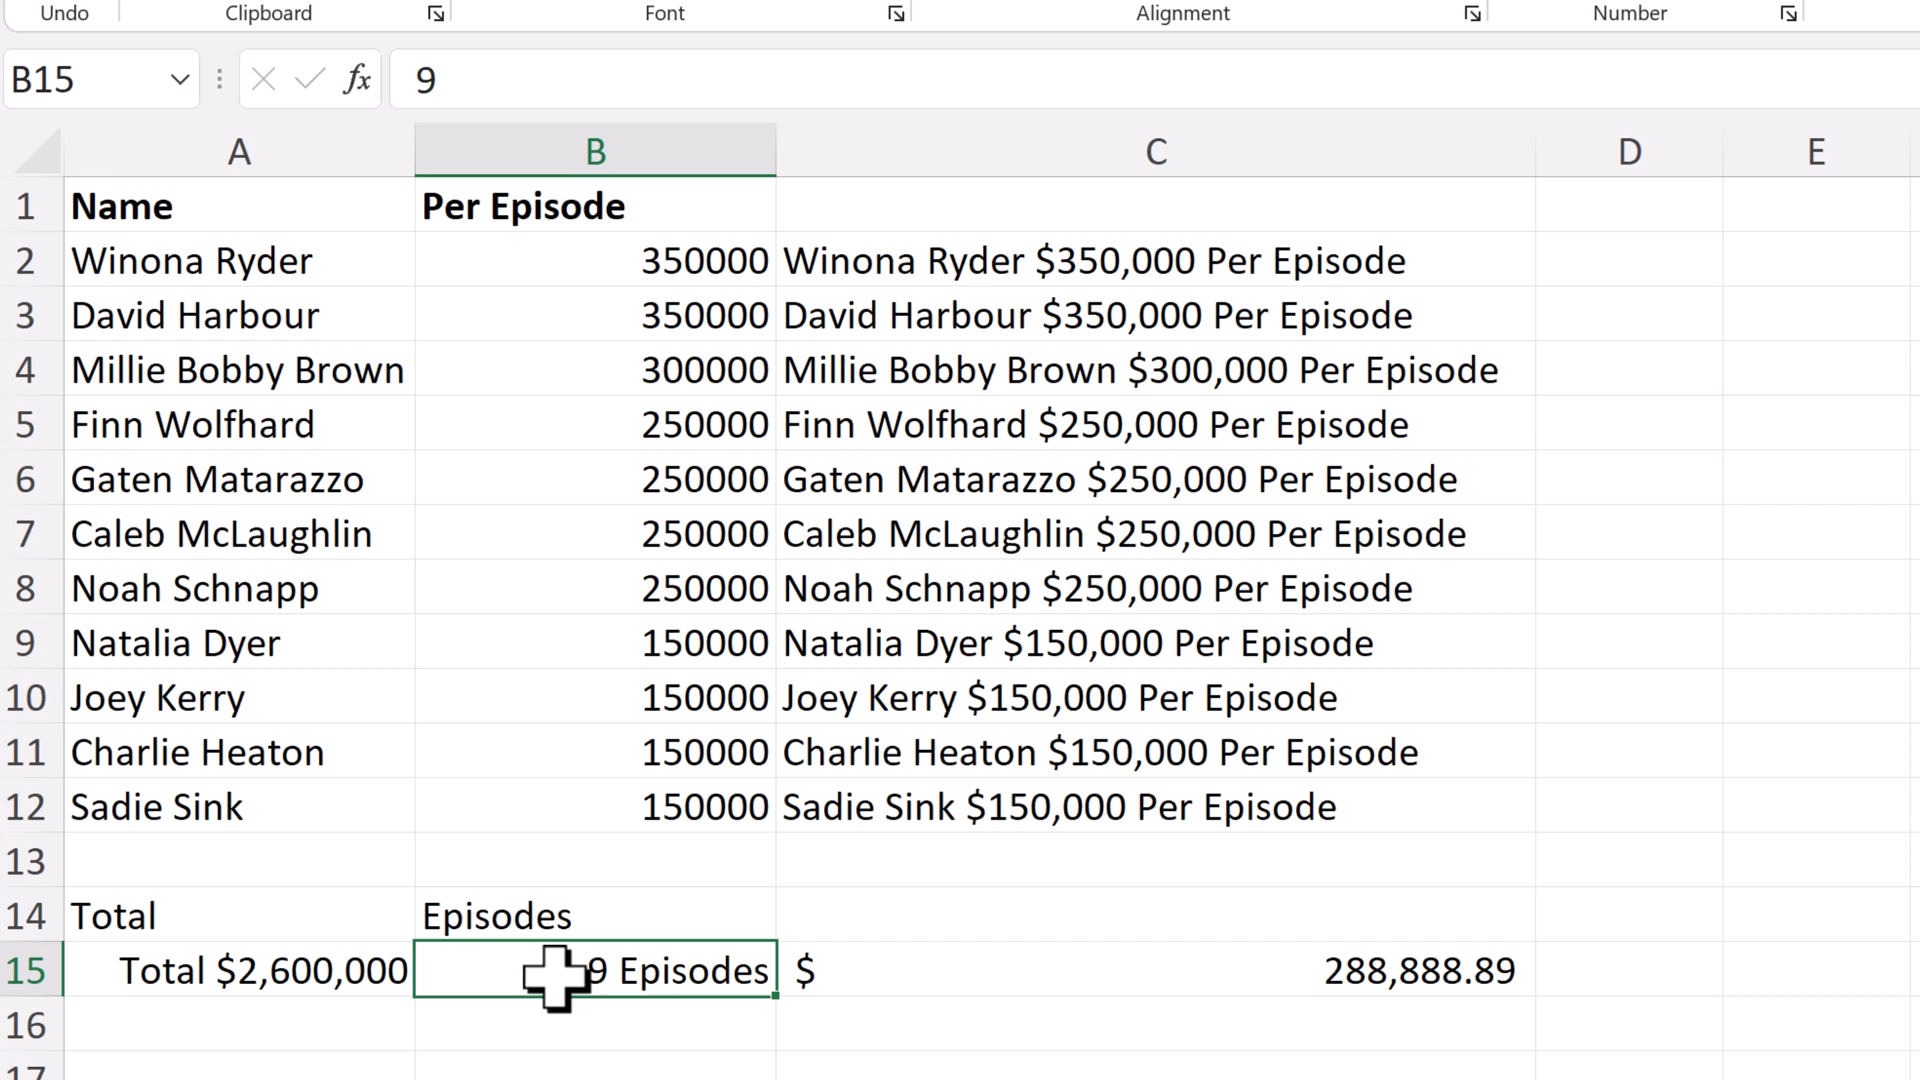 Undo Clipboard Font Alignment Number
B15 fx 9
A B C D E
1 Name Per Episode
2 Winona Ryder 350000 Winona Ryder $350,000 Per Episode
3 David Harbour 350000 David Harbour $350,000 Per Episode
4 Millie Bobby Brown 300000 Millie Bobby Brown $300,000 Per Episode
5 Finn Wolfhard 250000 Finn Wolfhard $250,000 Per Episode
6 Gaten Matarazzo 250000 Gaten Matarazzo $250,000 Per Episode
7 Caleb McLaughlin 250000 Caleb McLaughlin $250,000 Per Episode
8 Noah Schnapp 250000 Noah Schnapp $250,000 Per Episode
9 Natalia Dyer 150000 Natalia Dyer $150,000 Per Episode
10 Joey Kerry 150000 Joey Kerry $150,000 Per Episode
11 Charlie Heaton 150000 Charlie Heaton $150,000 Per Episode
12 Sadie Sink 150000 Sadie Sink $150,000 Per Episode
13
14 Total Episodes
15 Total $2,600,000 9 Episodes $ 288,888.89
16
17